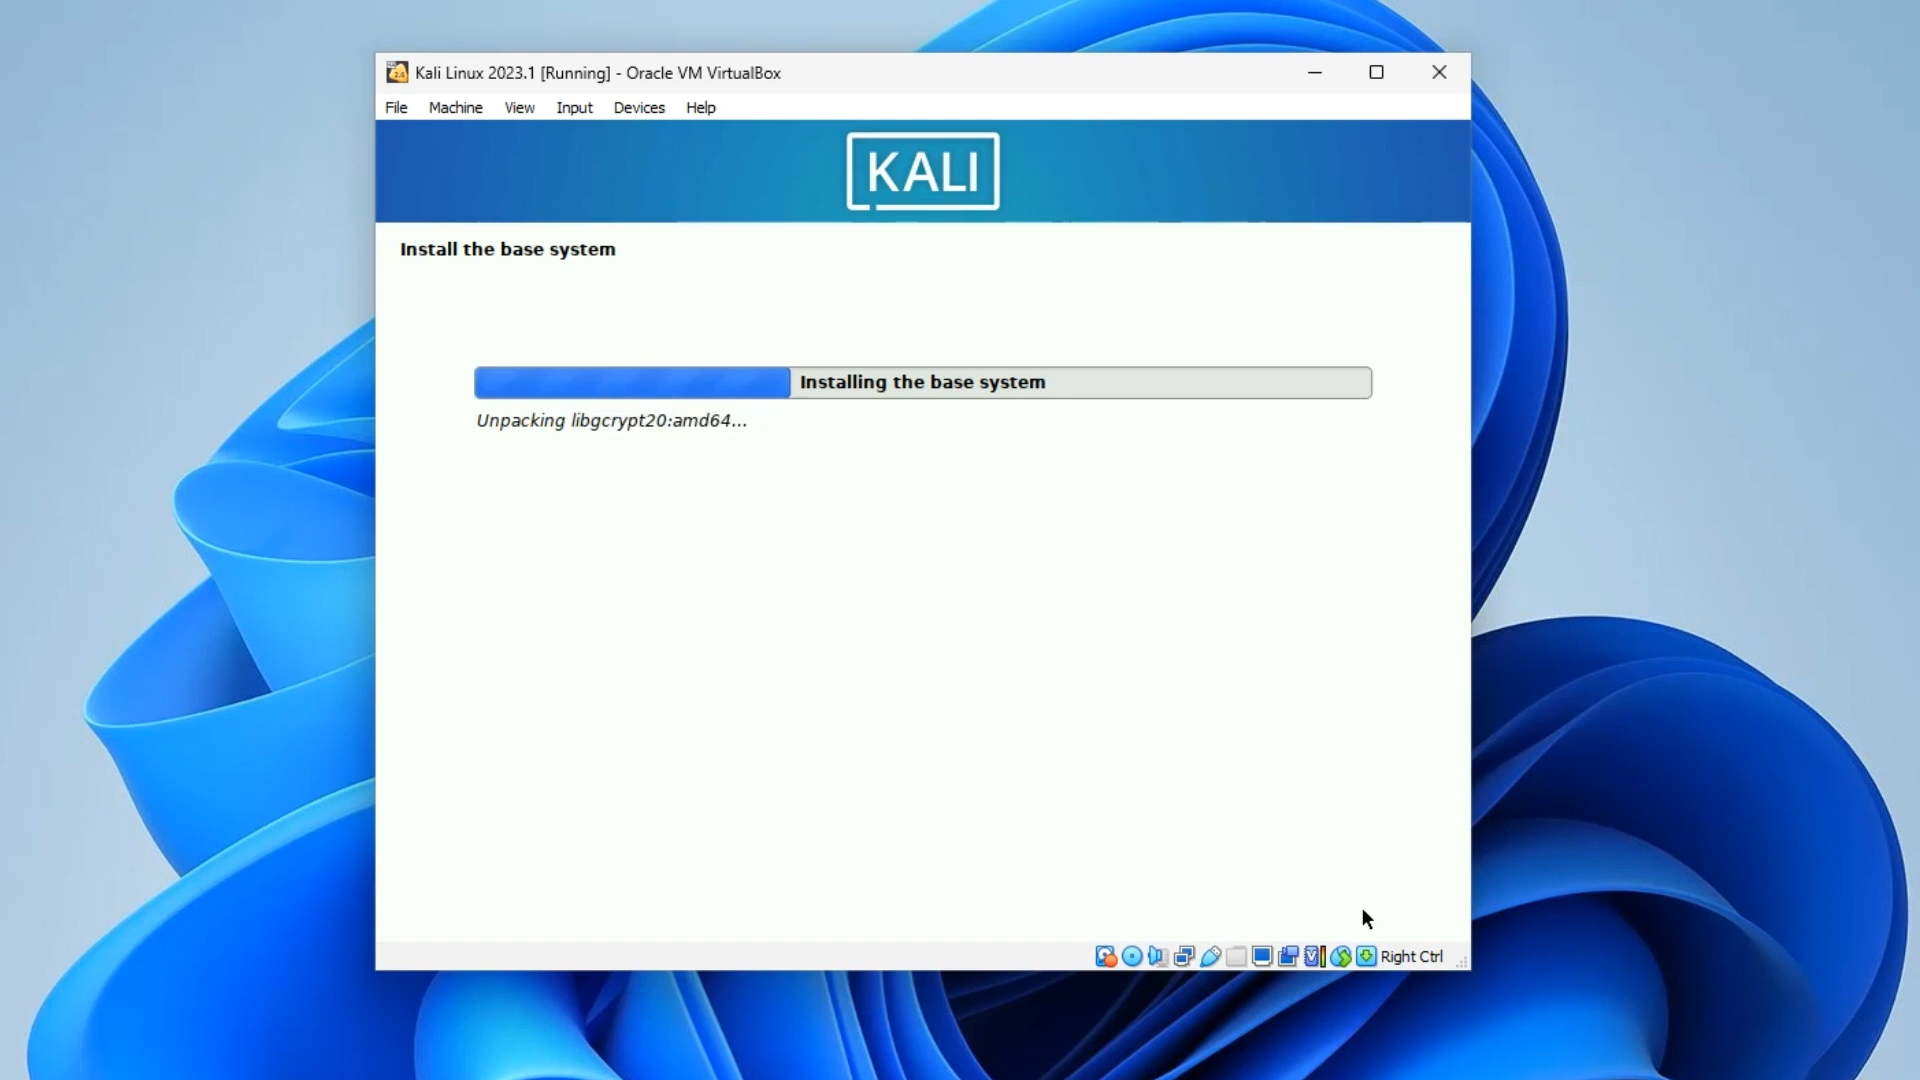 Kali Linux 2023.1 [Running] - Oracle VM VirtualBox
File Machine View Input Devices Help
KALI
Install the base system
Installing the base system
Unpacking libgcrypt20:amd64...
Right Ctrl